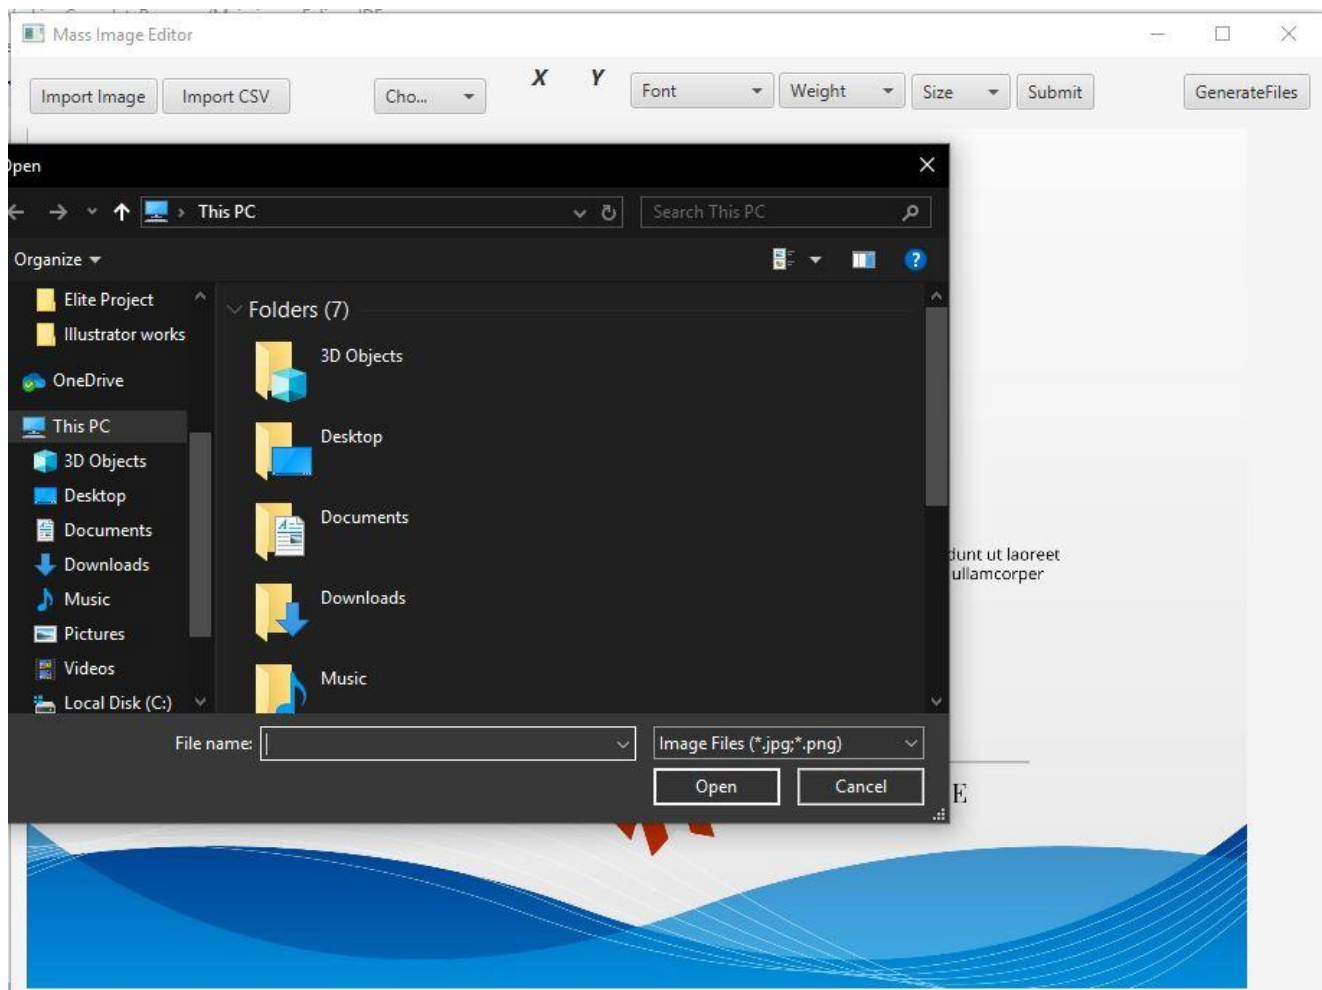 Mass Image Editor
Import Image Import CSV Cho... X Y Font Weight Size Submit GenerateFiles
Open
This PC Search This PC
Organize
Elite Project
Illustrator works
OneDrive
This PC
3D Objects
Desktop
Documents
Downloads
Music
Pictures
Videos
Local Disk (C:)
Folders (7)
3D Objects
Desktop
Documents
Downloads
Music
dunt ut laoreet
ullamcorper
File name: Image Files (*.jpg;*.png)
Open Cancel
E